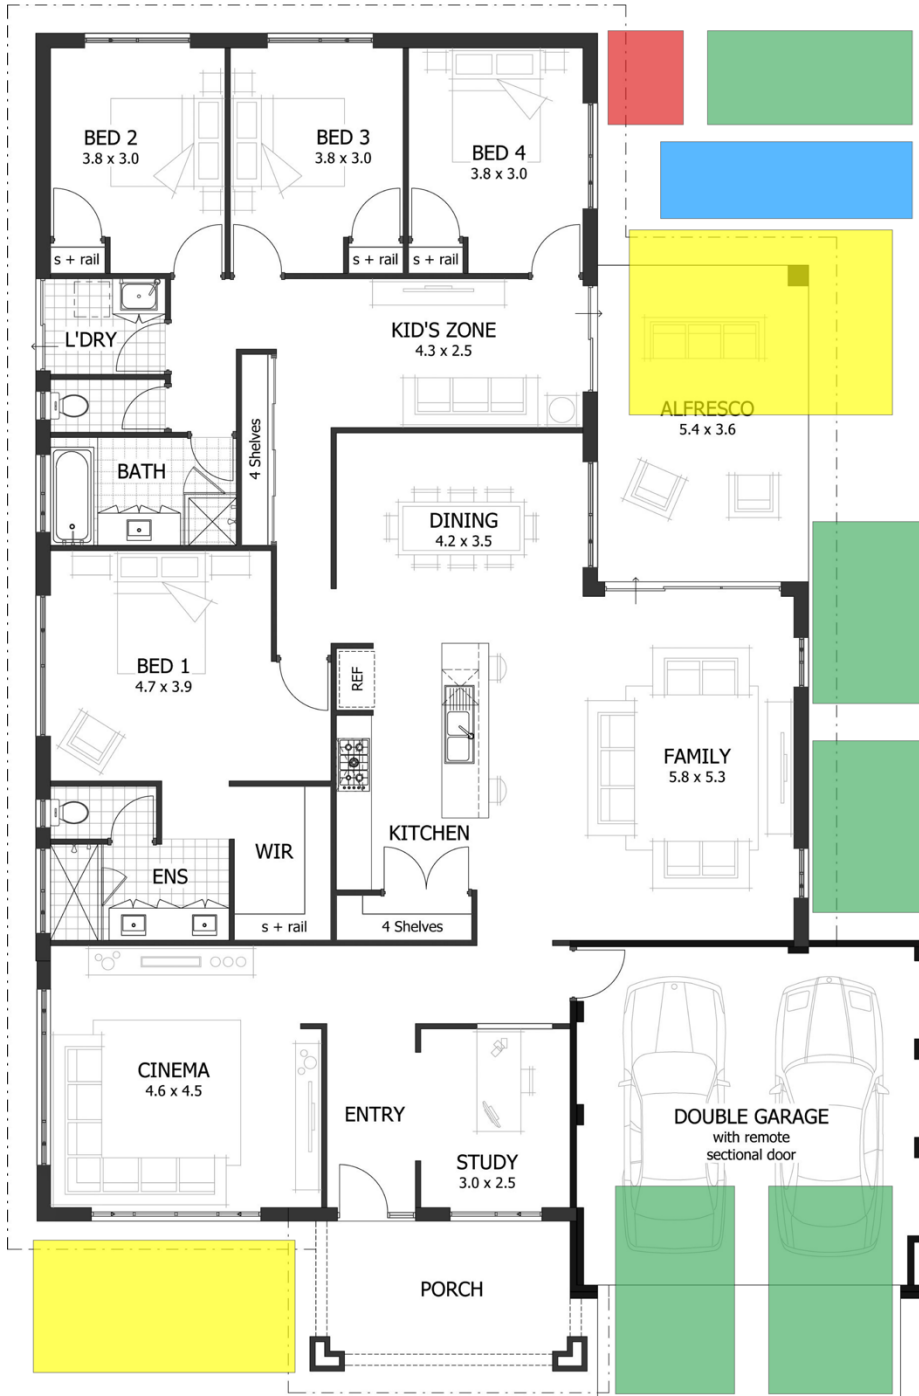 BED 2
3.8 x 3.0
BED 3
3.8 x 3.0
BED 4
3.8 x 3.0
s + rail
s + rail
s + rail
L'DRY
KID'S ZONE
4.3 x 2.5
ALFRESCO
5.4 x 3.6
4 Shelves
BATH
DINING
4.2 x 3.5
BED 1
4.7 x 3.9
REF
FAMILY
5.8 x 5.3
KITCHEN
WIR
ENS
s + rail
4 Shelves
CINEMA
4.6 x 4.5
ENTRY
STUDY
3.0 x 2.5
DOUBLE GARAGE
with remote
sectional door
PORCH